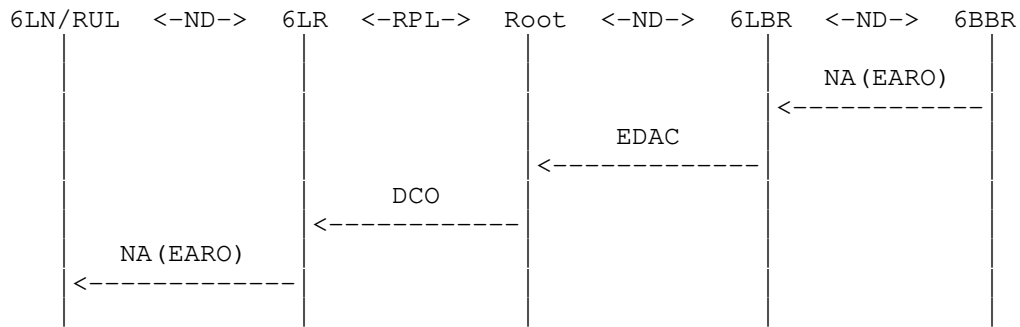 6LN/RUL <-ND-> 6LR <-RPL-> Root <-ND-> 6LBR <-ND-> 6BBR
NA(EARO)
EDAC
DCO
NA(EARO)